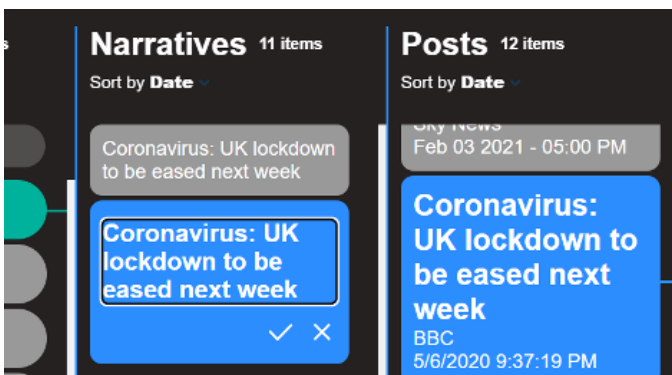 s
Narratives 11 items
Sort by Date
Coronavirus: UK lockdown
to be eased next week
Coronavirus: UK
lockdown to be
eased next week
Posts 12 items
Sort by Date
Sky News
Feb 03 2021 - 05:00 PM
Coronavirus:
UK lockdown to
be eased next
week
BBC
5/6/2020 9:37:19 PM